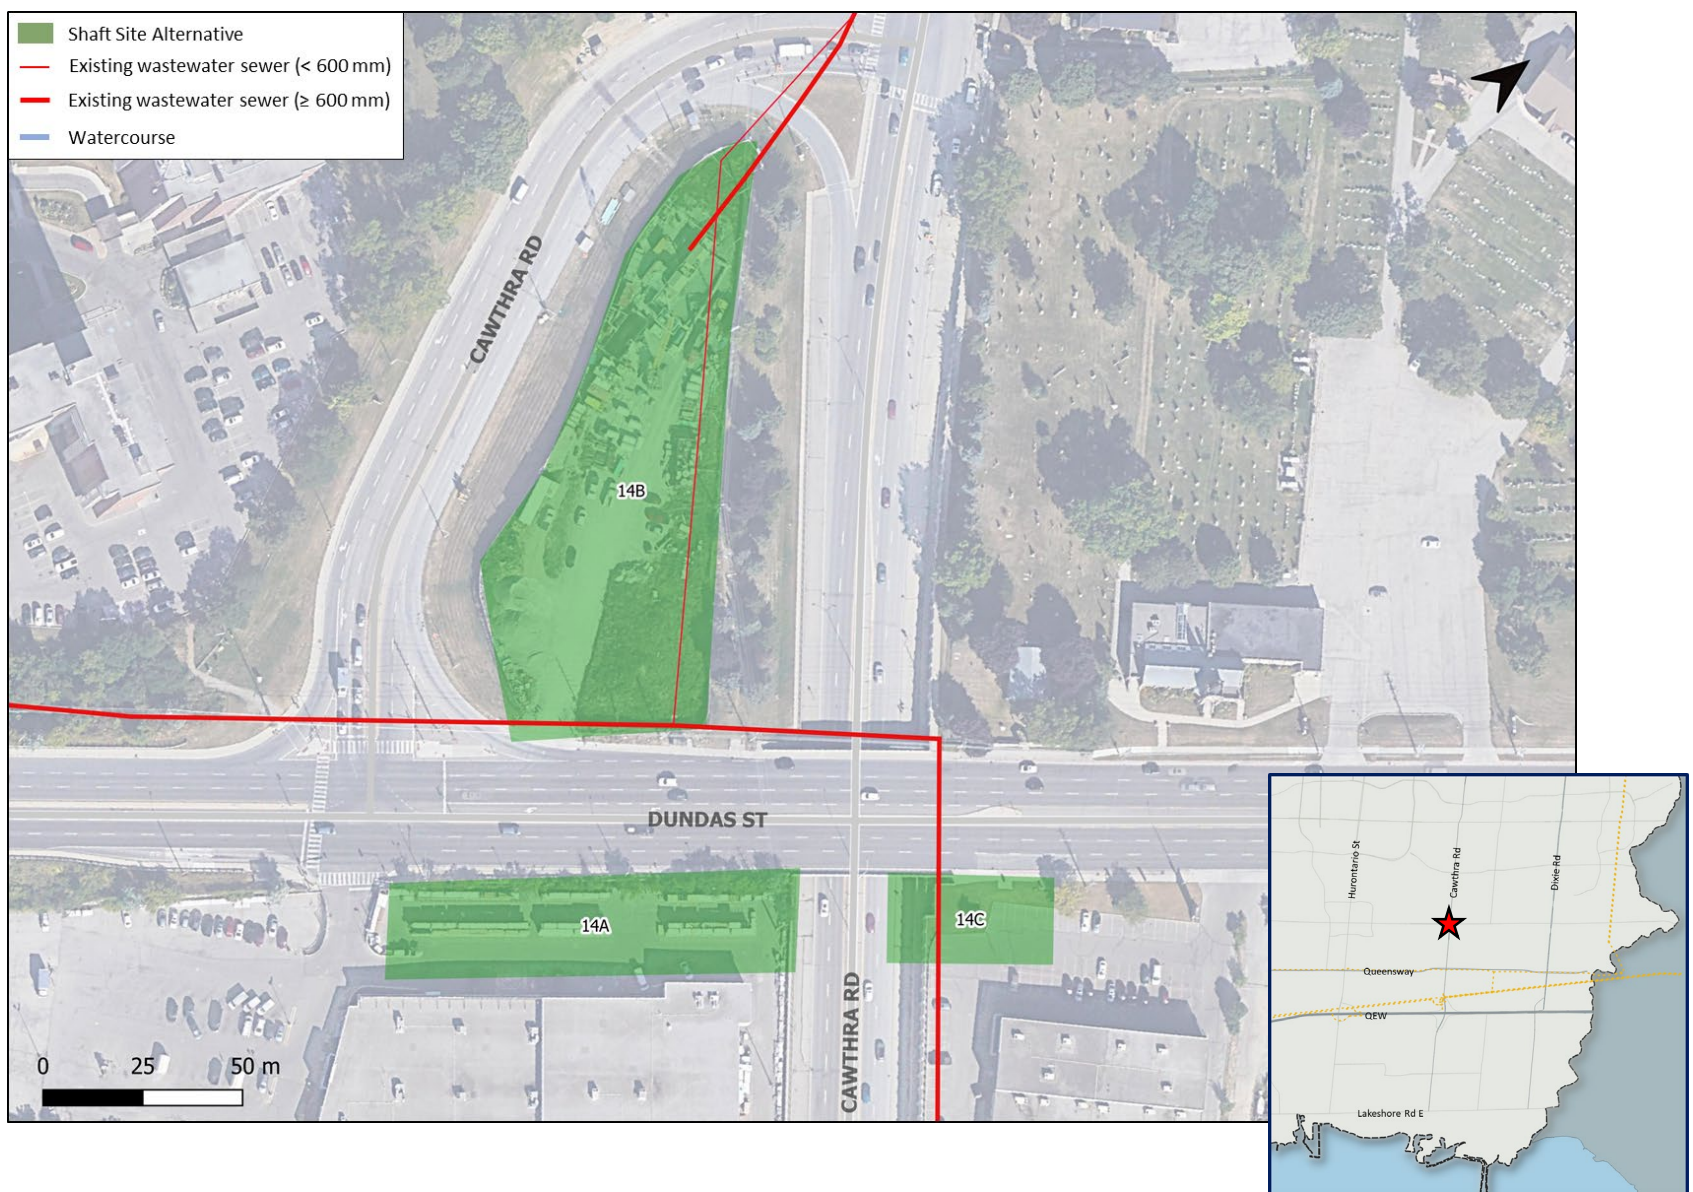 Shaft Site Alternative
Existing wastewater sewer (< 600 mm)
Existing wastewater sewer (≥ 600 mm)
Watercourse
CAWTHRA RD
14B
DUNDAS ST
14A
14C
CAWTHRA RD
0 25 50 m
Hurontario St
Cawthra Rd
Dixie Rd
Queensway
QEW
Lakeshore Rd E